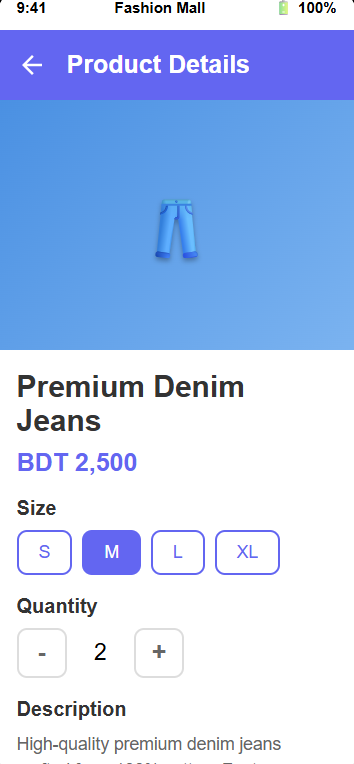 9:41 Fashion Mall 100%
Product Details
Premium Denim
Jeans
BDT 2,500
Size
S M L XL
Quantity
- 2 +
Description
High-quality premium denim jeans